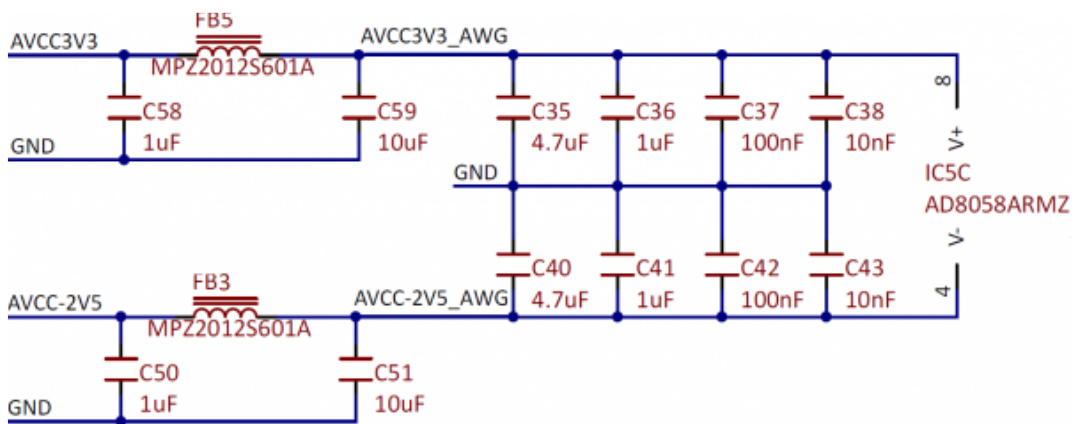 FB5
AVCC3V3
AVCC3V3_AWG
MPZ2012S601A
C58
1uF
C59
10uF
C35
4.7uF
C36
1uF
C37
100nF
C38
10nF
8
V+
GND
GND
IC5C
AD8058ARMZ
V-
4
C40
4.7uF
C41
1uF
C42
100nF
C43
10nF
FB3
AVCC-2V5
AVCC-2V5_AWG
MPZ2012S601A
C50
1uF
C51
10uF
GND